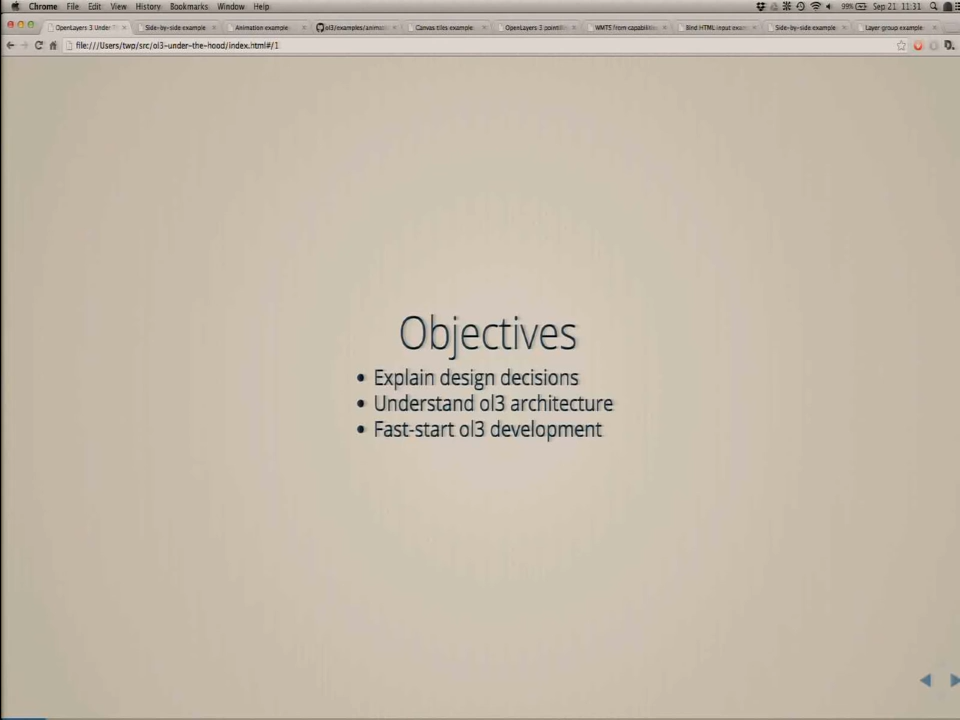 Chrome File Edit View History Bookmarks Window Help
99% Sep 21 11:31
OpenLayers 3 Under Side-by-side example Animation example ol3/examples/anima Canvas tiles example OpenLayers 3 pointill WMTS from capabilitie Bind HTML input exam Side-by-side example Layer group example
file:///Users/twp/src/ol3-under-the-hood/index.html#/1
Objectives
• Explain design decisions
• Understand ol3 architecture
• Fast-start ol3 development